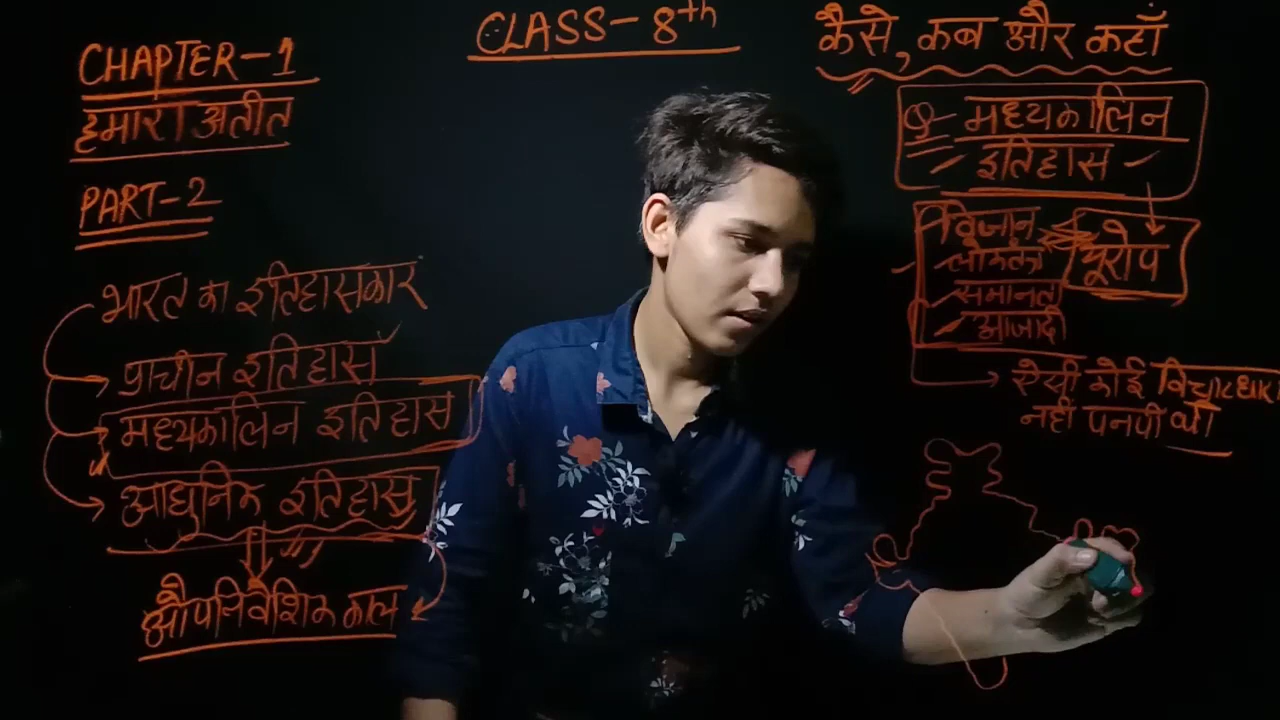 CLASS-8th
CHAPTER-1
हमारा अतीत
PART-2
भारत का इतिहासकार
प्राचीन इतिहास
मध्यकालिन इतिहास
आधुनिक इतिहास
औपनिवेशिक काल
कैसे, कब और कहाँ
Q- मध्यकालिन
इतिहास
विज्ञान
लोकतंत्र
समानता
आजादी
यूरोप
ऐसी कोई विचारधारा
नहीं पनपी थी